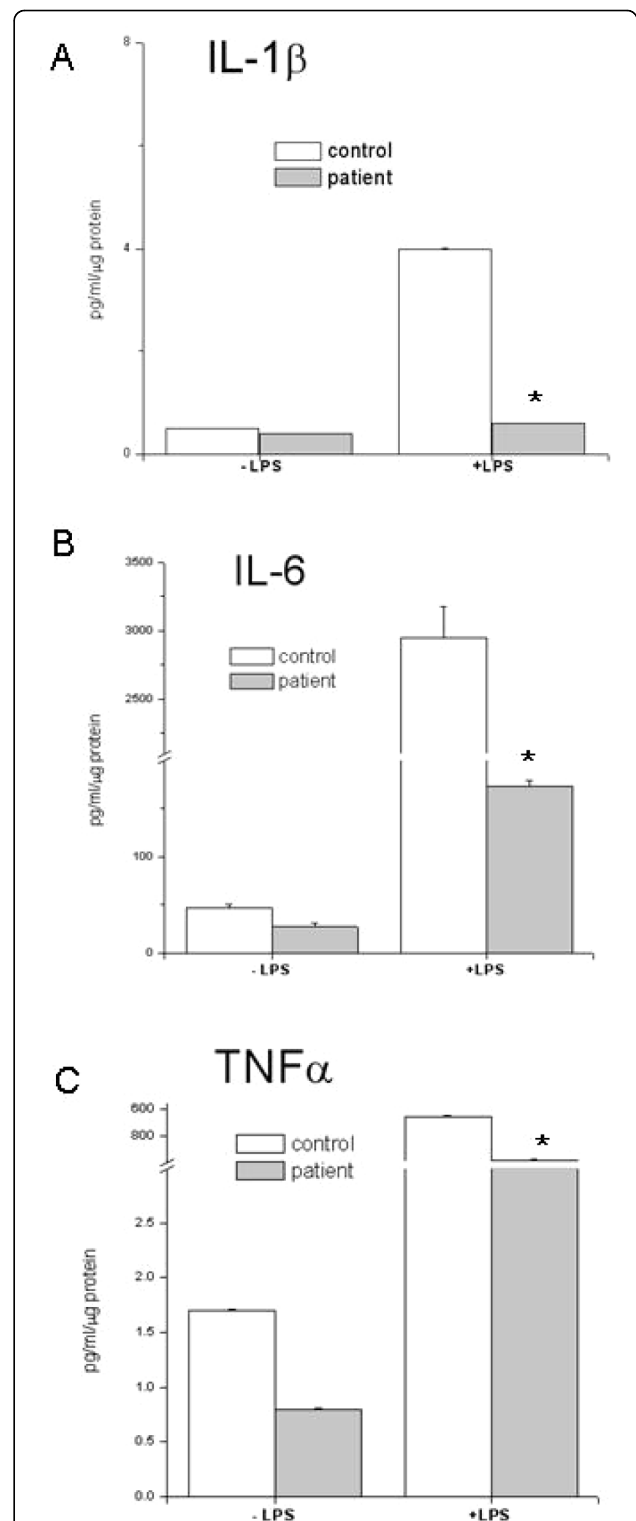 A
IL-1β
8
control
patient
4
pg/ml/μg protein
0
- LPS
+LPS
*
B
IL-6
3500
control
3000
patient
2500
*
pg/ml/μg protein
100
0
- LPS
+LPS
C
TNFα
600
control
800
patient
*
2.5
2.0
pg/ml/μg protein
1.5
1.0
0.5
0.0
- LPS
+LPS